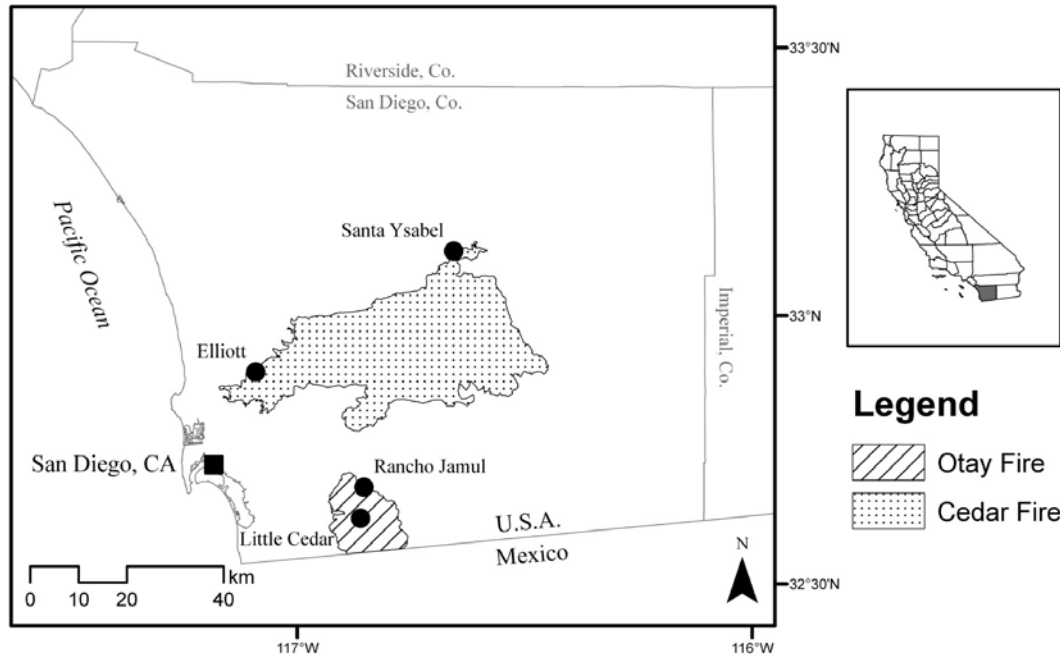 33°30'N
Riverside, Co.
San Diego, Co.
Pacific Ocean
Santa Ysabel
Imperial, Co.
33°N
Elliott
San Diego, CA
Rancho Jamul
Little Cedar
U.S.A.
Mexico
N
km
0 10 20 40
32°30'N
117°W
116°W
Legend
Otay Fire
Cedar Fire